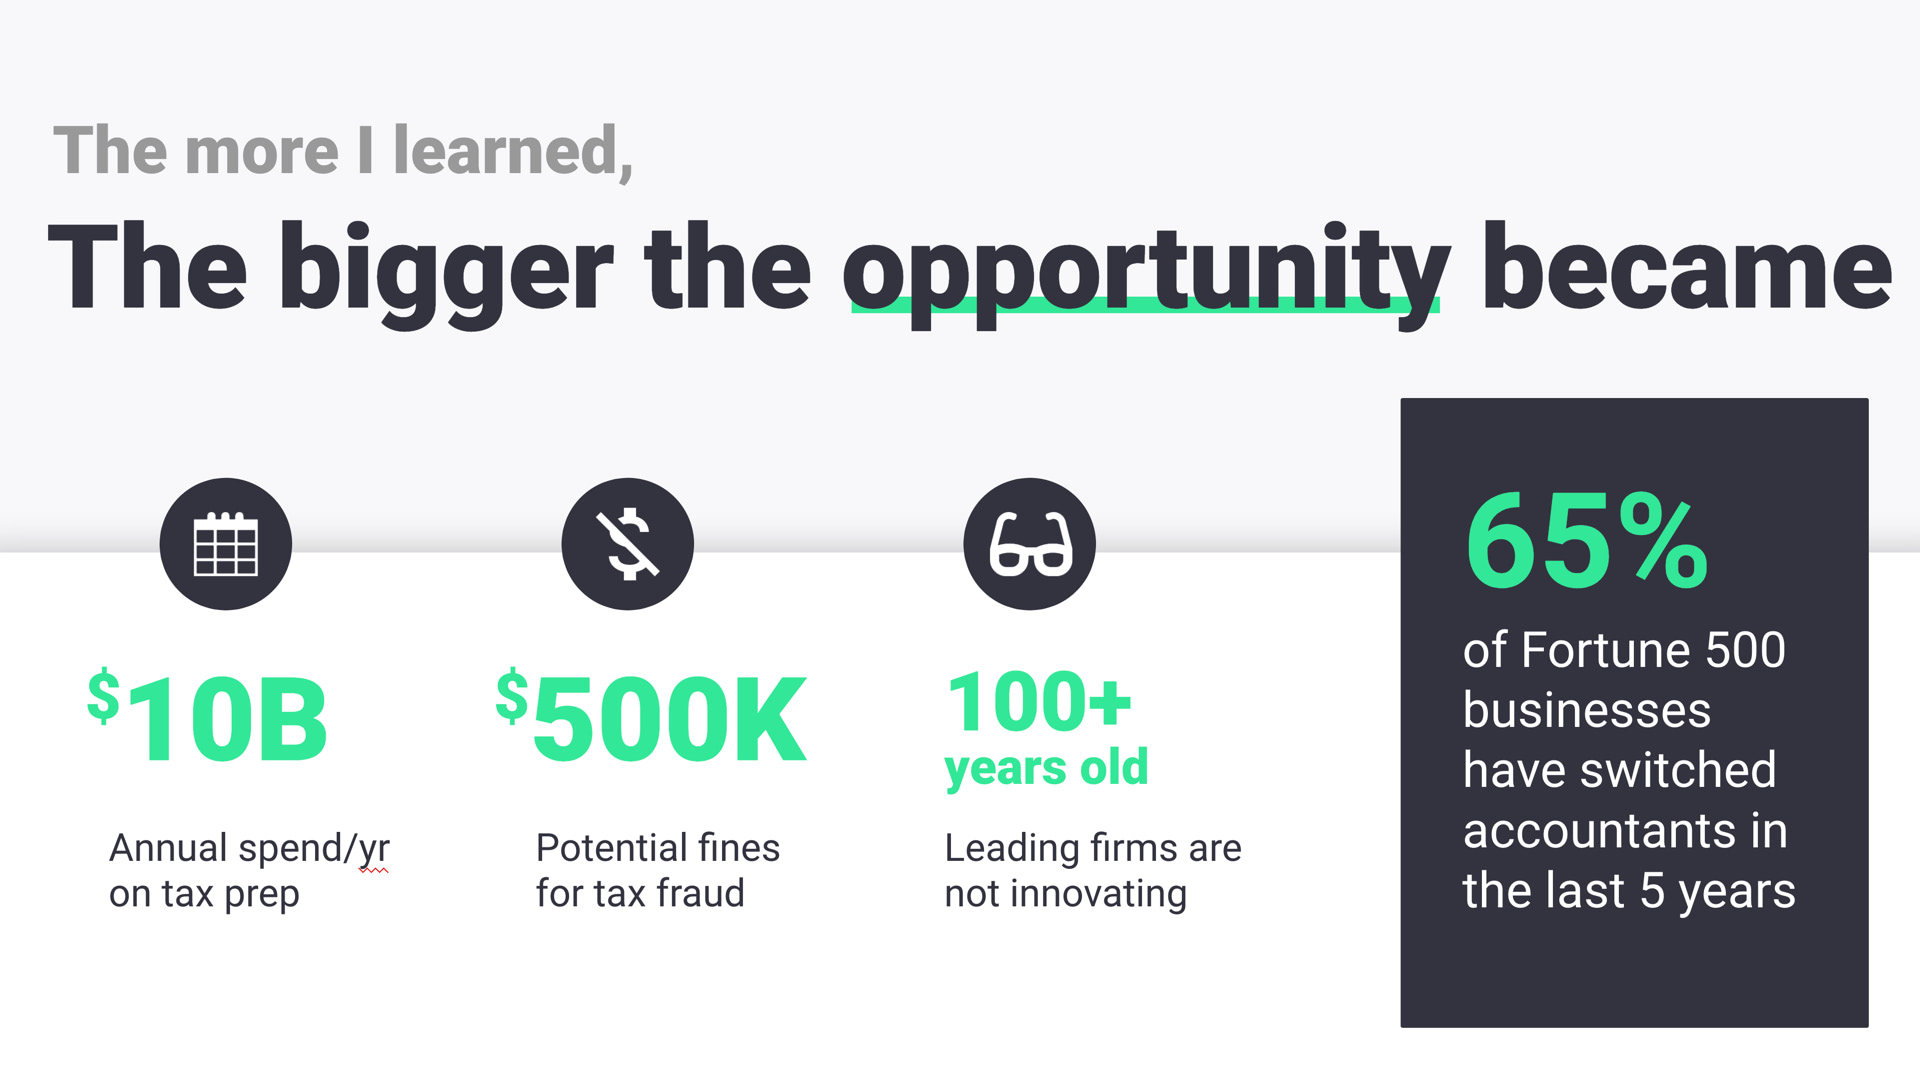 The more I learned,
The bigger the opportunity became
$10B
Annual spend/yr
on tax prep
$500K
Potential fines
for tax fraud
100+
years old
Leading firms are
not innovating
65%
of Fortune 500
businesses
have switched
accountants in
the last 5 years